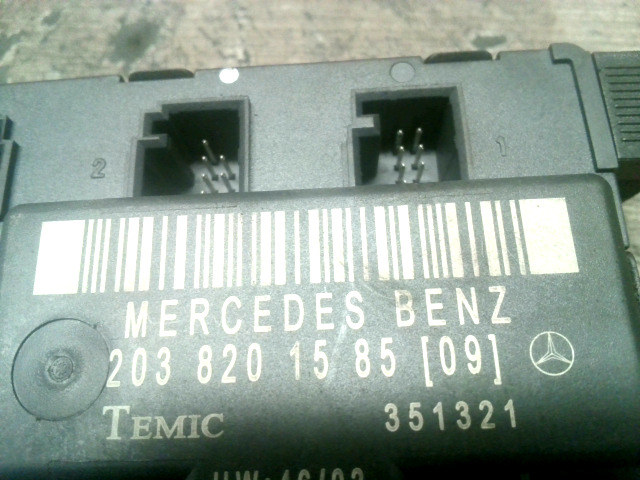 2 1
MERCEDES BENZ
203 820 15 85 [09]
TEMIC 351321